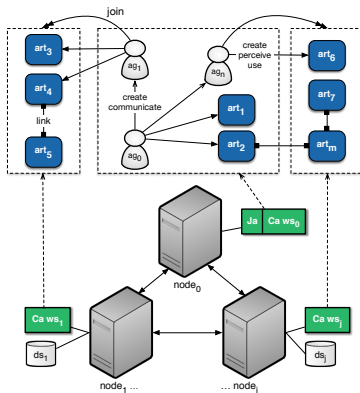 join
art3
ag1
create
perceive
use
art6
agn
art4
art7
create
communicate
art1
link
art5
ag0
art2
artm
Ja
Ca ws0
node0
Ca ws1
Ca wsj
ds1
dsj
node1 ...
... nodej